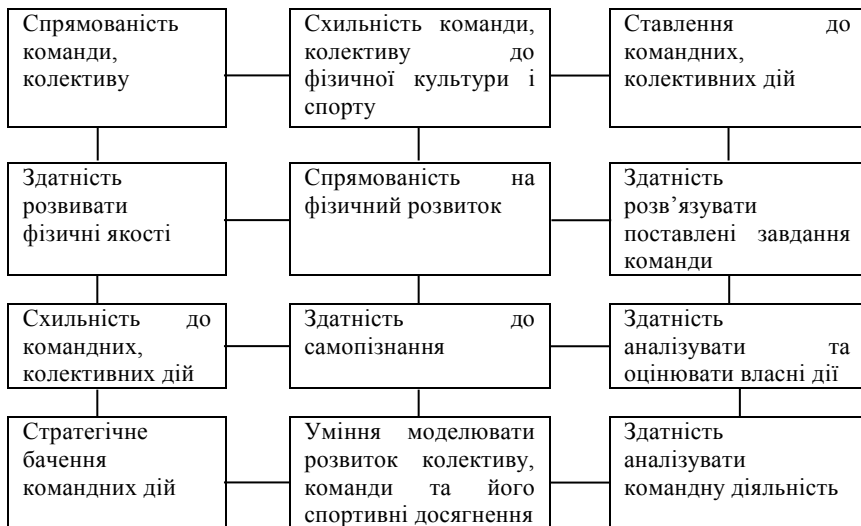 Спрямованість
команди,
колективу
Схильність команди,
колективу до
фізичної культури і
спорту
Ставлення до
командних,
колективних дій
Здатність
розвивати
фізичні якості
Спрямованість на
фізичний розвиток
Здатність
розв’язувати
поставлені завдання
команди
Схильність до
командних,
колективних дій
Здатність до
самопізнання
Здатність
аналізувати та
оцінювати власні дії
Стратегічне
бачення
командних дій
Уміння моделювати
розвиток колективу,
команди та його
спортивні досягнення
Здатність
аналізувати
командну діяльність